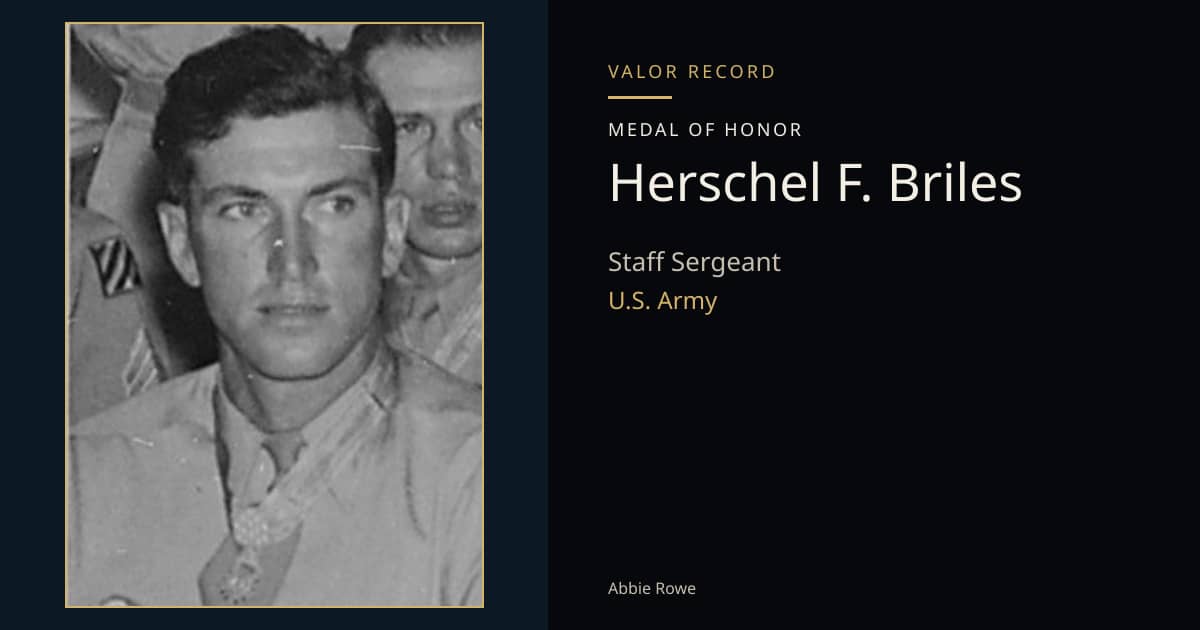 VALOR RECORD
MEDAL OF HONOR
Herschel F. Briles
Staff Sergeant
U.S. Army
Abbie Rowe